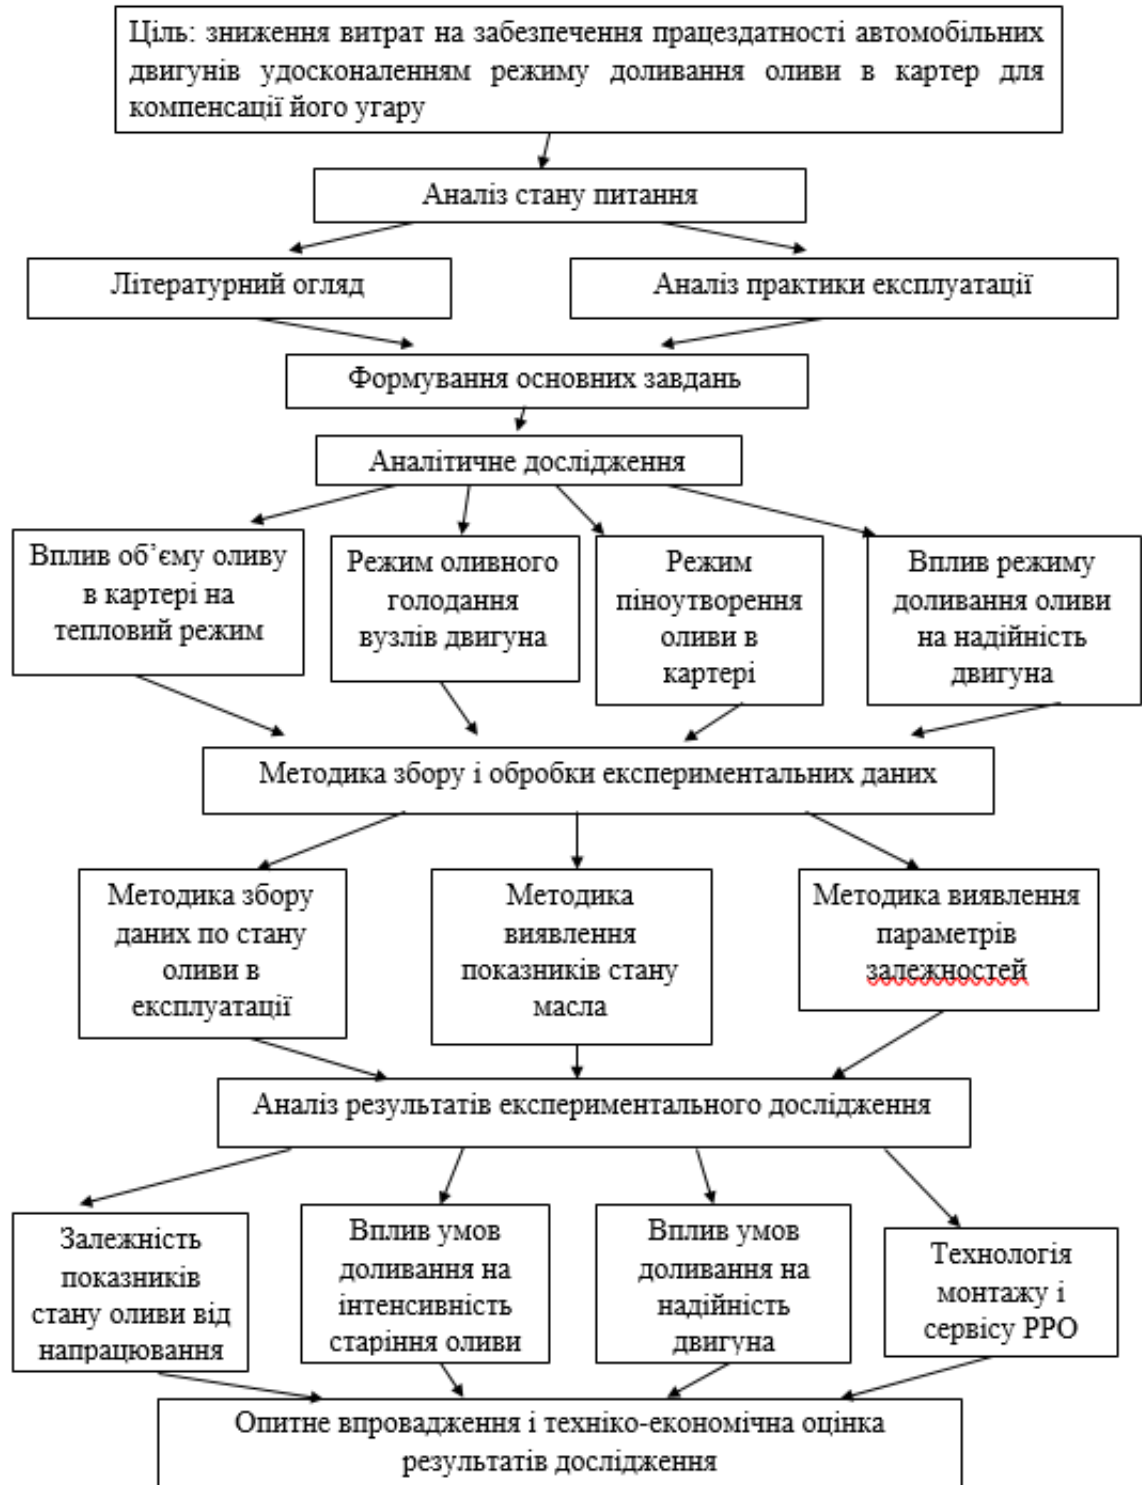 Ціль: зниження витрат на забезпечення працездатності автомобільних
двигунів удосконаленням режиму доливання оливи в картер для
компенсації його угару
Аналіз стану питання
Літературний огляд
Аналіз практики експлуатації
Формування основних завдань
Аналітичне дослідження
Вплив об’єму оливу
в картері на
тепловий режим
Режим оливного
голодання
вузлів двигуна
Режим
піноутворення
оливи в
картері
Вплив режиму
доливання оливи
на надійність
двигуна
Методика збору і обробки експериментальних даних
Методика збору
даних по стану
оливи в
експлуатації
Методика
виявлення
показників стану
масла
Методика виявлення
параметрів
залежностей
Аналіз результатів експериментального дослідження
Залежність
показників
стану оливи від
напрацювання
Вплив умов
доливання на
інтенсивність
старіння оливи
Вплив умов
доливання на
надійність
двигуна
Технологія
монтажу і
сервісу РРО
Опитне впровадження і техніко-економічна оцінка
результатів дослідження